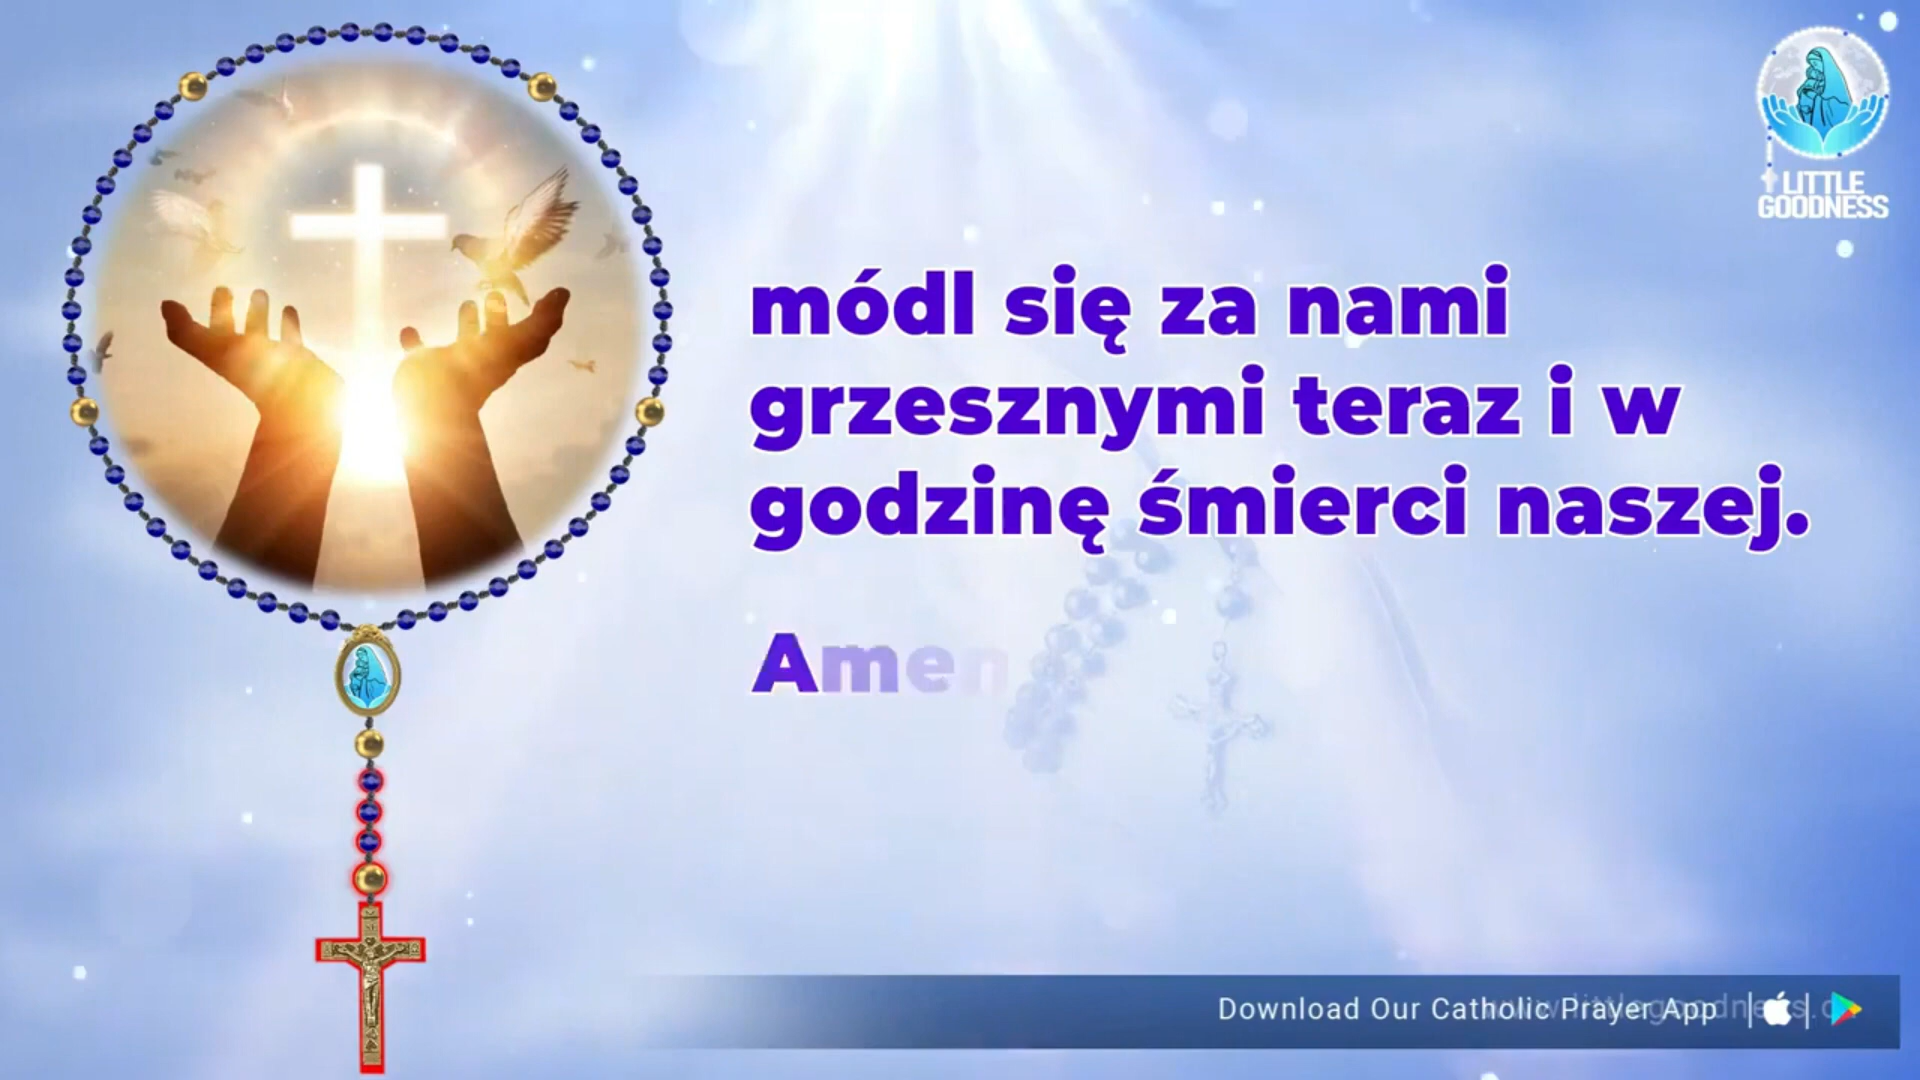 LITTLE
GOODNESS
módl się za nami
grzesznymi teraz i w
godzinę śmierci naszej.
Amen
Download Our Catholic Prayer App